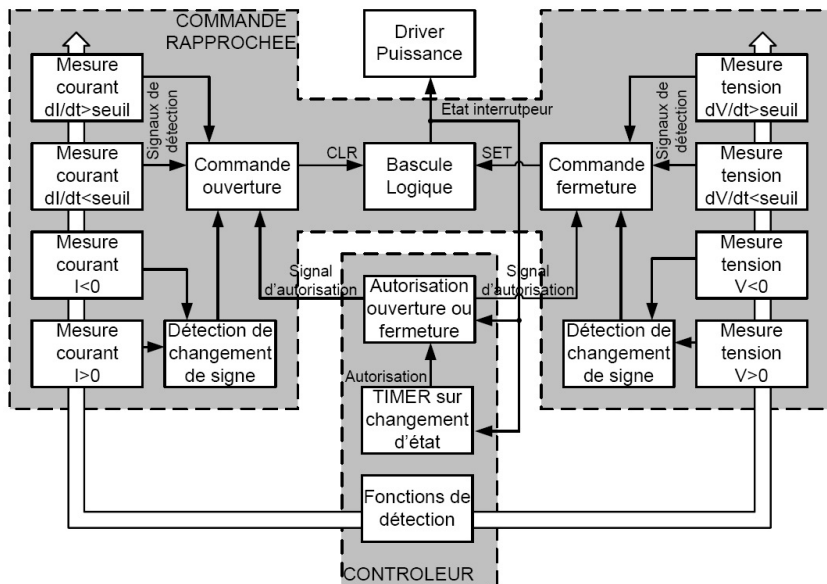 COMMANDE
RAPPROCHEE
Driver
Puissance
Mesure
courant
dI/dt>seuil
Mesure
tension
dV/dt>seuil
Signaux de
détection
Etat interrutpeur
Signaux de
détection
Mesure
courant
dI/dt<seuil
Commande
ouverture
CLR
Bascule
Logique
SET
Commande
fermeture
Mesure
tension
dV/dt<seuil
Mesure
courant
I<0
Signal
d'autorisation
Autorisation
ouverture ou
fermeture
Signal
d'autorisation
Mesure
tension
V<0
Mesure
courant
I>0
Détection de
changement
de signe
Détection de
changement
de signe
Mesure
tension
V>0
Autorisation
TIMER sur
changement
d'état
Fonctions de
détection
CONTROLEUR